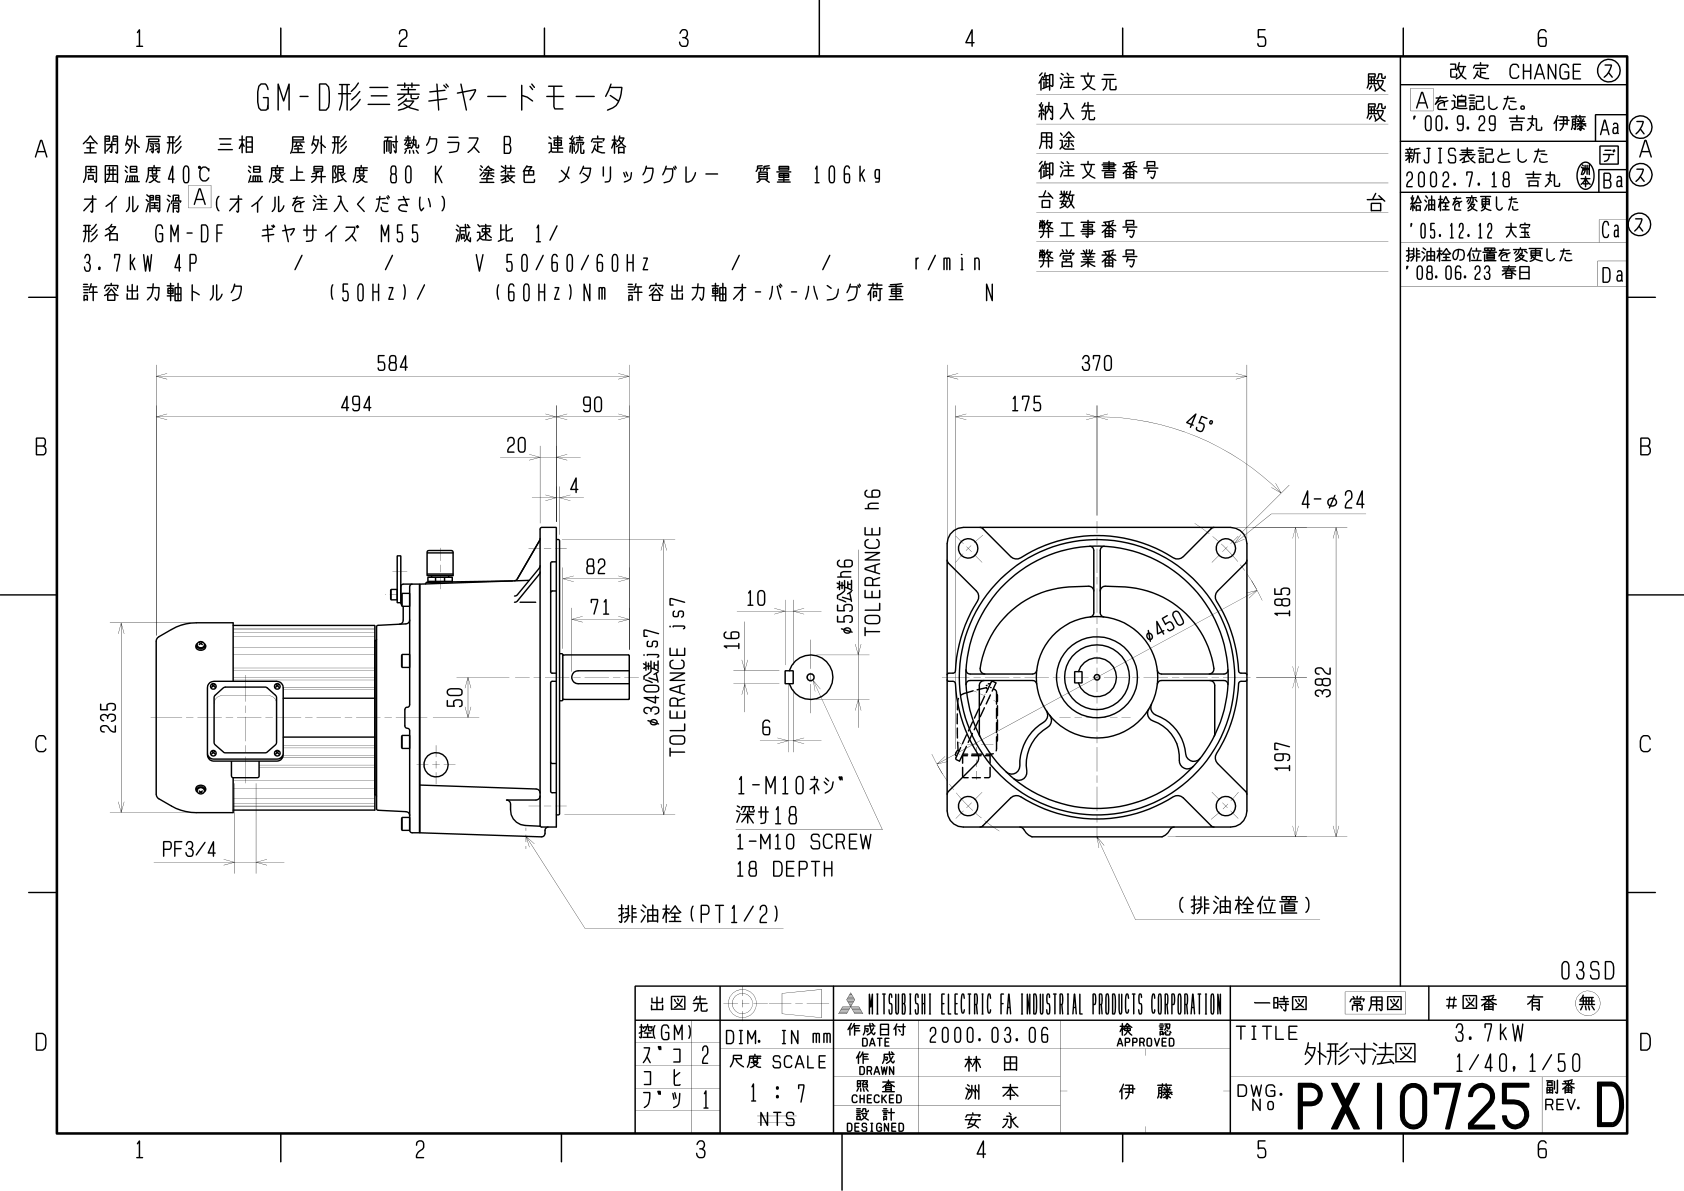 1 2 3 4 5 6
A
B
C
D
GM-D形三菱ギヤードモータ
全閉外扇形 三相 屋外形 耐熱クラス B 連続定格
周囲温度40℃ 温度上昇限度 80 K 塗装色 メタリックグレー 質量 106kg
オイル潤滑 A (オイルを注入ください)
形名 GM-DF ギヤサイズ M55 減速比 1/
3.7kW 4P / / V 50/60/60Hz / / r/min
許容出力軸トルク (50Hz)/ (60Hz)Nm 許容出力軸オ-バ-ハング荷重 N
御注文元 殿
納入先 殿
用途
御注文書番号
台数 台
弊工事番号
弊営業番号
改定 CHANGE ス
Aを追記した。
'00.9.29 吉丸 伊藤 Aa ス
新JIS表記とした デ A
2002.7.18 吉丸 洲本 Ba ス
給油栓を変更した
'05.12.12 大宝 Ca ス
排油栓の位置を変更した
'08.06.23 春日 Da
584
494 90
20
4
82
71
235
50
φ340公差js7
TOLERANCE js7
PF3/4
排油栓(PT1/2)
10
16
6
φ55公差h6
TOLERANCE h6
1-M10ネジ
深サ18
1-M10 SCREW
18 DEPTH
370
175
45°
4-φ24
φ450
185
382
197
(排油栓位置)
B
C
D
03SD
出図先
控(GM)
ズコ 2
コヒ
ブツ 1
DIM. IN mm
尺度 SCALE
1 : 7
NTS
MITSUBISHI ELECTRIC FA INDUSTRIAL PRODUCTS CORPORATION
作成日付
DATE
2000.03.06
検 認
APPROVED
作 成
DRAWN
林 田
照 査
CHECKED
洲 本
伊 藤
設 計
DESIGNED
安 永
一時図 常用図 #図番 有 無
TITLE
外形寸法図
3.7kW
1/40,1/50
DWG.
No
PX10725
副番
REV.
D
1 2 3 4 5 6